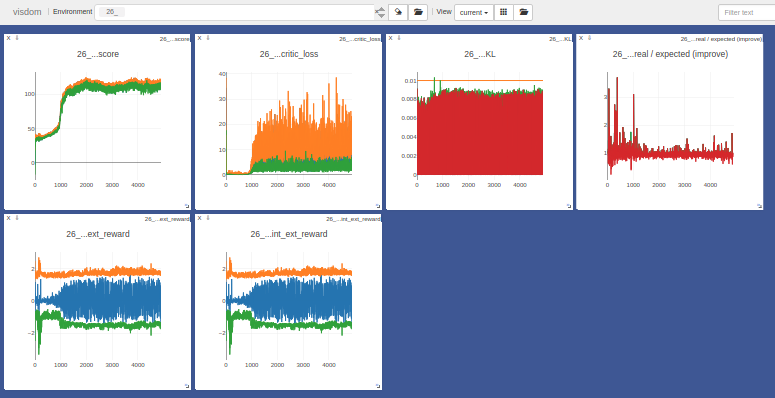 visdom | Environment 26_ × | View current Filter text
X ↓ 26_...score
26_...score
100
50
0
0 1000 2000 3000 4000
X ↓ 26_...critic_loss
26_...critic_loss
40
30
20
10
0
0 1000 2000 3000 4000
X ↓ 26_...KL
26_...KL
0.01
0.008
0.006
0.004
0.002
0
0 1000 2000 3000 4000
X ↓ 26_...real / expected (improve)
26_...real / expected (improve)
3
2
1
0 1000 2000 3000 4000
X ↓ 26_...ext_reward
26_...ext_reward
2
0
−2
0 1000 2000 3000 4000
X ↓ 26_...int_ext_reward
26_...int_ext_reward
2
0
−2
0 1000 2000 3000 4000